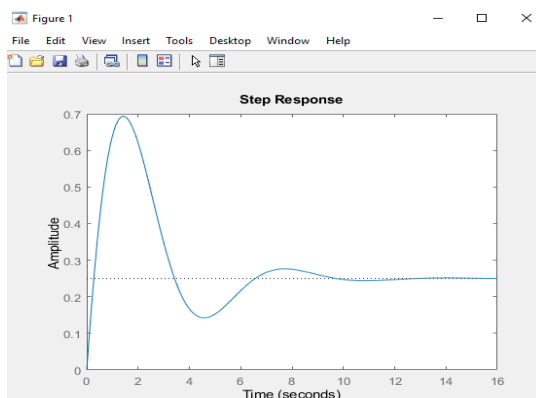 Figure 1
File Edit View Insert Tools Desktop Window Help
Step Response
0.7
0.6
0.5
0.4
0.3
0.2
0.1
0
Amplitude
0 2 4 6 8 10 12 14 16
Time (seconds)